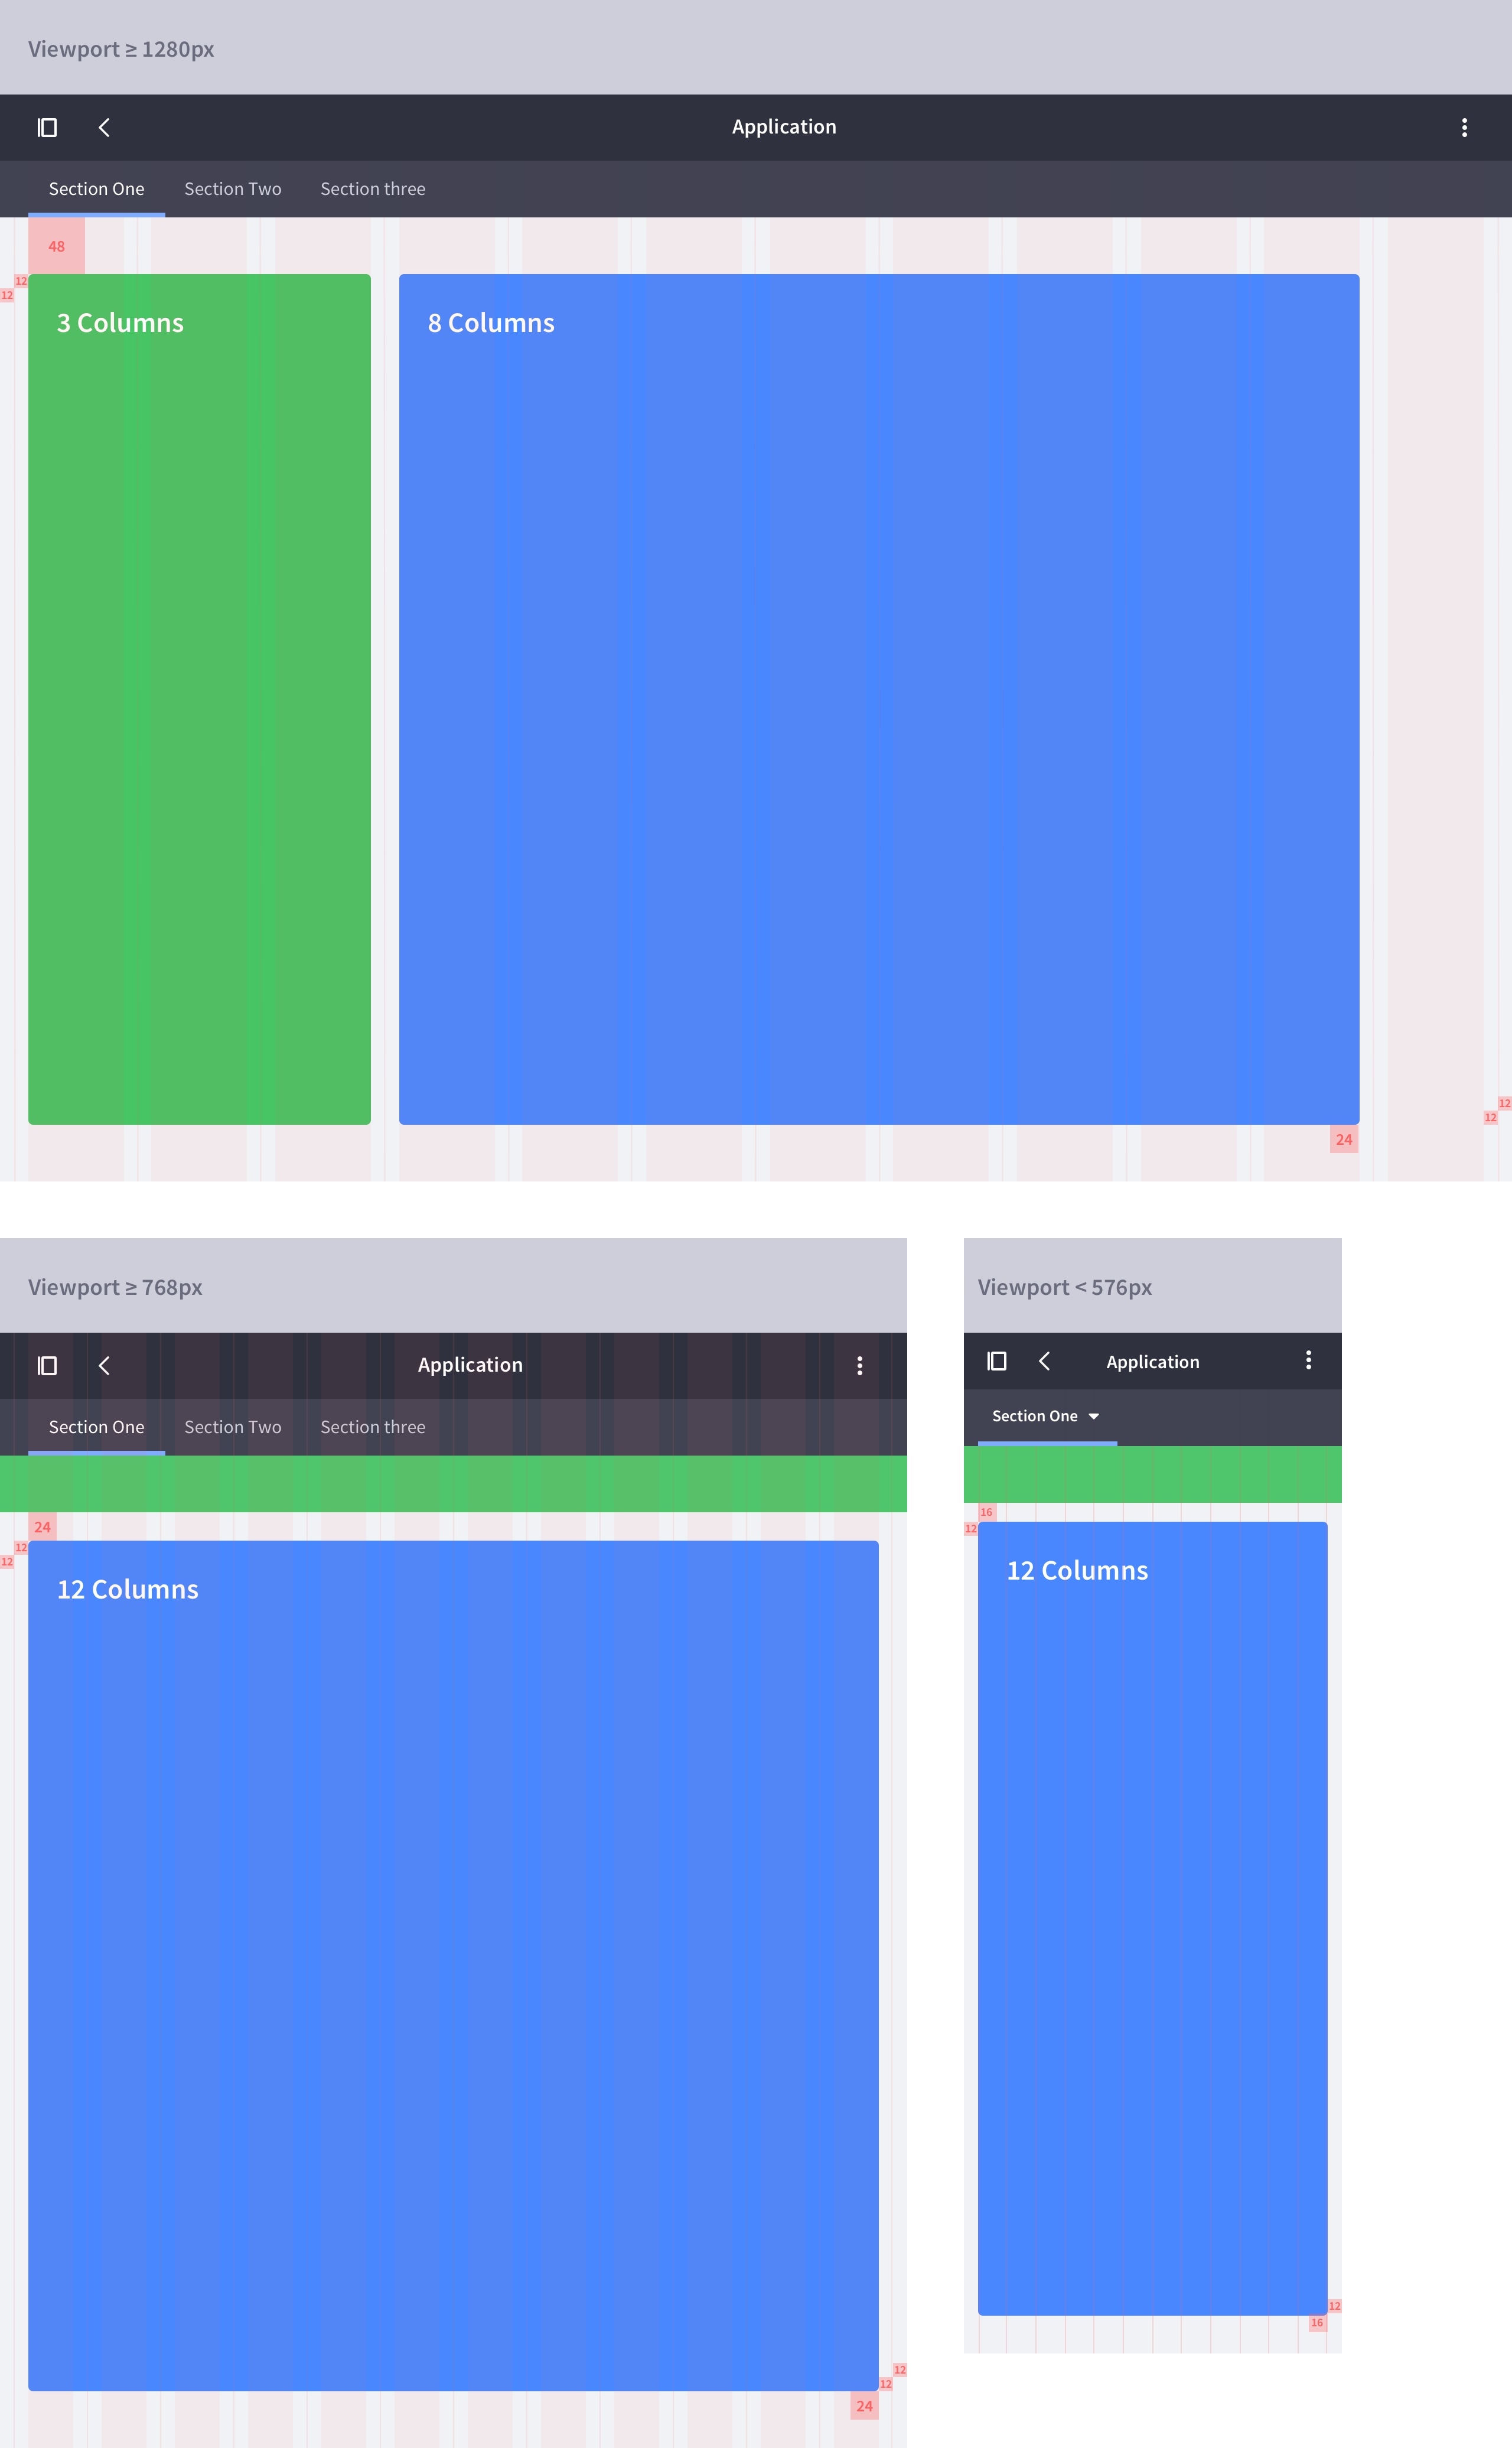 Viewport ≥ 1280px
Application
Section One Section Two Section three
48
12
12
3 Columns 8 Columns
12
12
24
Viewport ≥ 768px
Application
Section One Section Two Section three
24
12
12
12 Columns
12
12
24
Viewport < 576px
Application
Section One
16
12
12 Columns
12
16